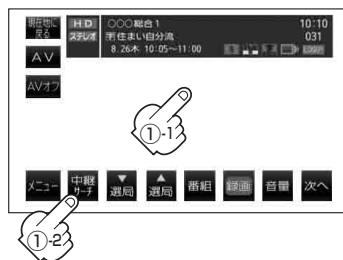 現在地に
戻る
HD ○○○総合1 10:10
ステレオ 雨住まい自分流 031
8.26木 10:05～11:00
AV
AVオフ
①-1
メニュー
中継
サーチ
▼
選局
▲
選局
番組
録画
音量
次へ
①-2